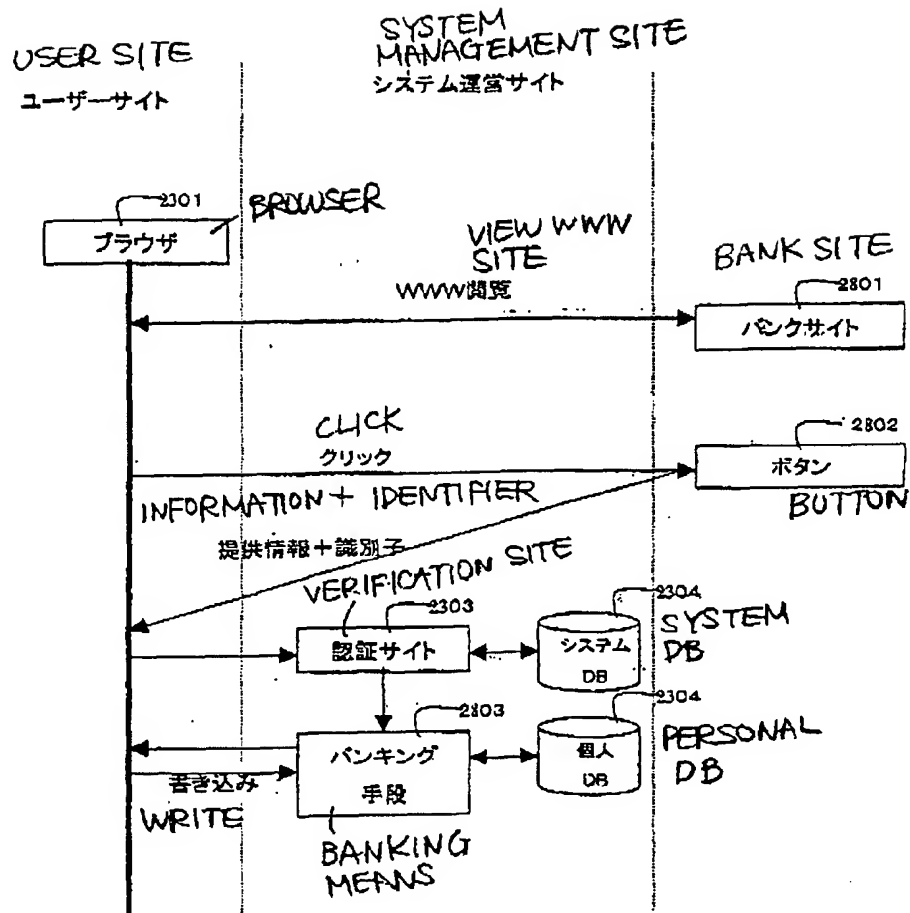 SYSTEM
MANAGEMENT SITE
システム運営サイト
USER SITE
ユーザーサイト
2301
BROWSER
ブラウザ
VIEW WWW
SITE
WWW閲覧
BANK SITE
2801
バンクサイト
CLICK
クリック
2802
ボタン
BUTTON
INFORMATION + IDENTIFIER
提供情報+識別子
VERIFICATION SITE
2303
認証サイト
2304
システム
DB
SYSTEM
DB
2803
バンキング
手段
2304
個人
DB
PERSONAL
DB
書き込み
WRITE
BANKING
MEANS